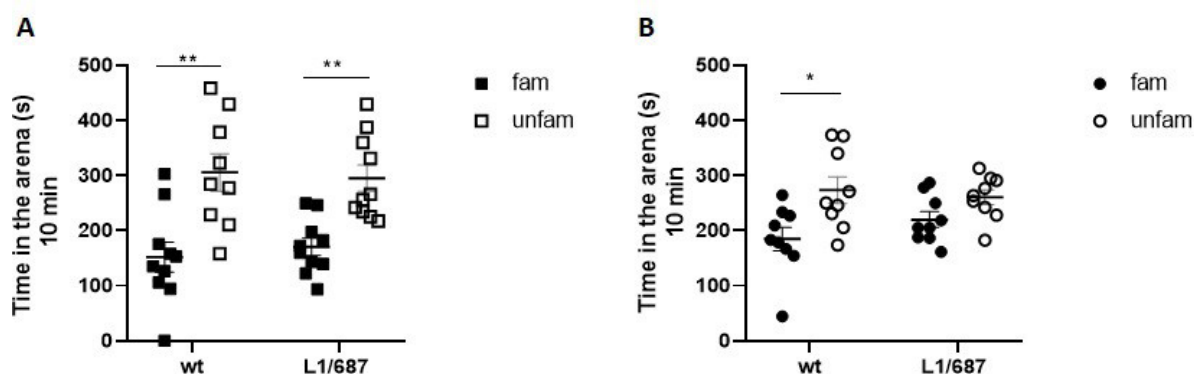 A
Time in the arena (s)
10 min
500
400
300
200
100
0
**
**
wt
L1/687
fam
unfam
B
Time in the arena (s)
10 min
500
400
300
200
100
0
*
wt
L1/687
fam
unfam